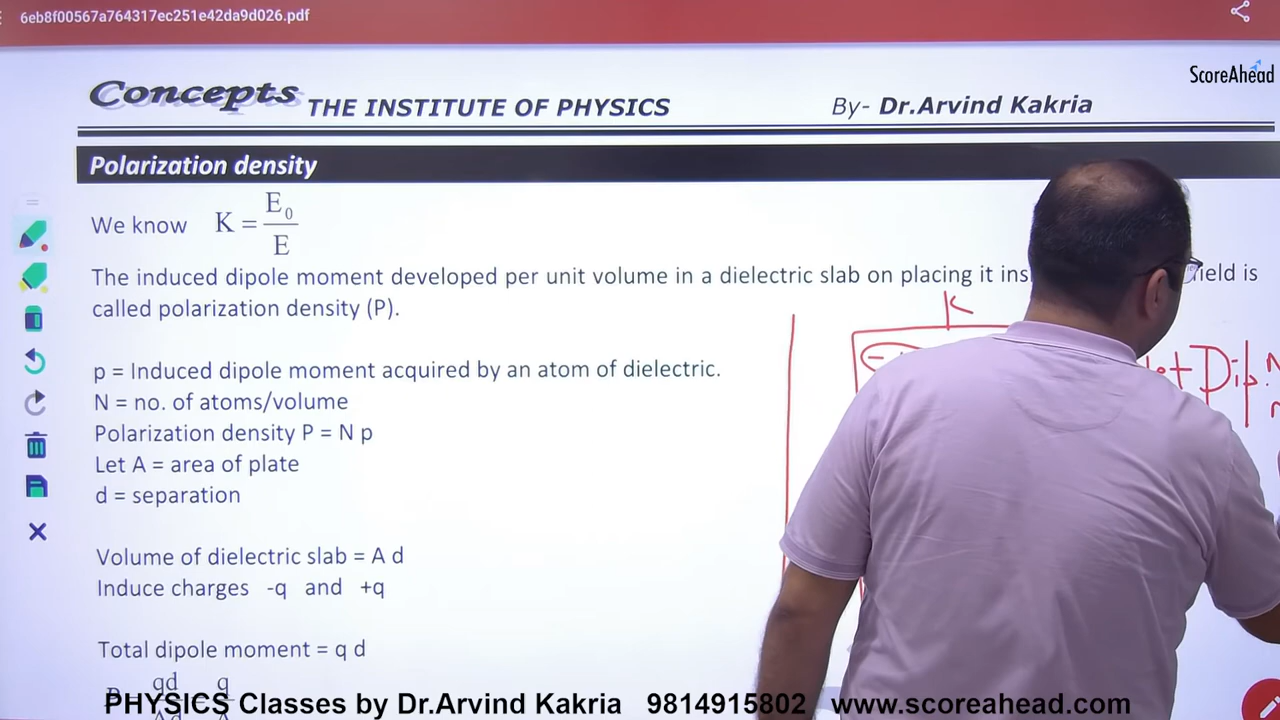 6eb8f00567a764317ec251e42da9d026.pdf
ScoreAhead
Concepts THE INSTITUTE OF PHYSICS By- Dr.Arvind Kakria
Polarization density
We know K = E₀ / E
The induced dipole moment developed per unit volume in a dielectric slab on placing it ins field is
called polarization density (P).
K
p = Induced dipole moment acquired by an atom of dielectric.
Dip
N = no. of atoms/volume
Polarization density P = N p
Let A = area of plate
d = separation
Volume of dielectric slab = A d
Induce charges -q and +q
Total dipole moment = q d
qd q
PHYSICS Classes by Dr.Arvind Kakria 9814915802 www.scoreahead.com